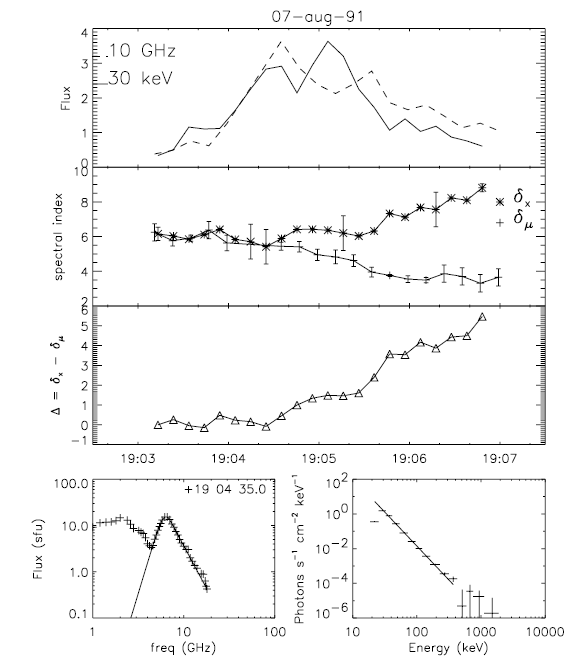 07-aug-91
4
3
2
1
0
Flux
10 GHz
30 keV
10
8
6
4
2
spectral index
δx
δμ
6
5
4
3
2
1
0
-1
Δ = δx - δμ
19:03 19:04 19:05 19:06 19:07
100.0
10.0
1.0
0.1
Flux (sfu)
+19 04 35.0
1 10 100
freq (GHz)
10^2
10^0
10^-2
10^-4
10^-6
Photons s^-1 cm^-2 keV^-1
10 100 1000 10000
Energy (keV)